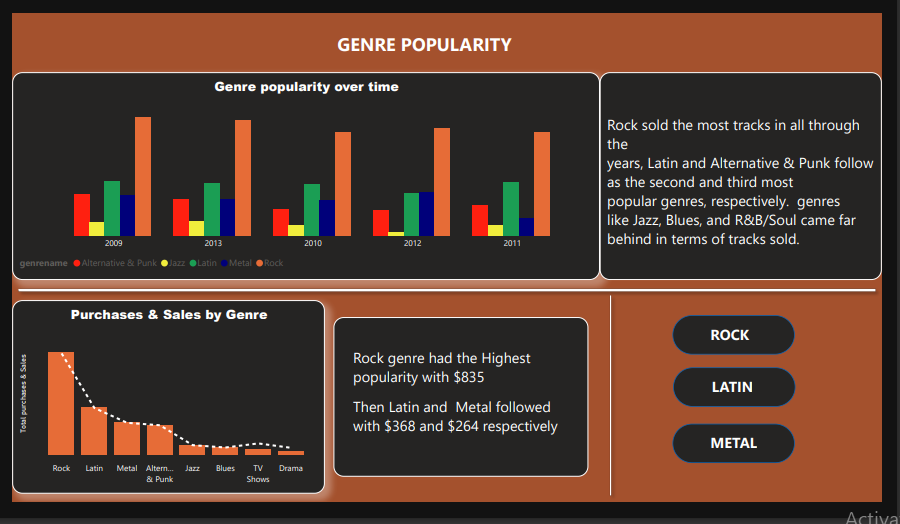 GENRE POPULARITY
Genre popularity over time
2009 2013 2010 2012 2011
genrename Alternative & Punk Jazz Latin Metal Rock
Rock sold the most tracks in all through
the
years, Latin and Alternative & Punk follow
as the second and third most
popular genres, respectively. genres
like Jazz, Blues, and R&B/Soul came far
behind in terms of tracks sold.
Purchases & Sales by Genre
Total purchases & Sales
Rock Latin Metal Altern... Jazz Blues TV Drama
& Punk Shows
Rock genre had the Highest
popularity with $835
Then Latin and Metal followed
with $368 and $264 respectively
ROCK
LATIN
METAL
Activa